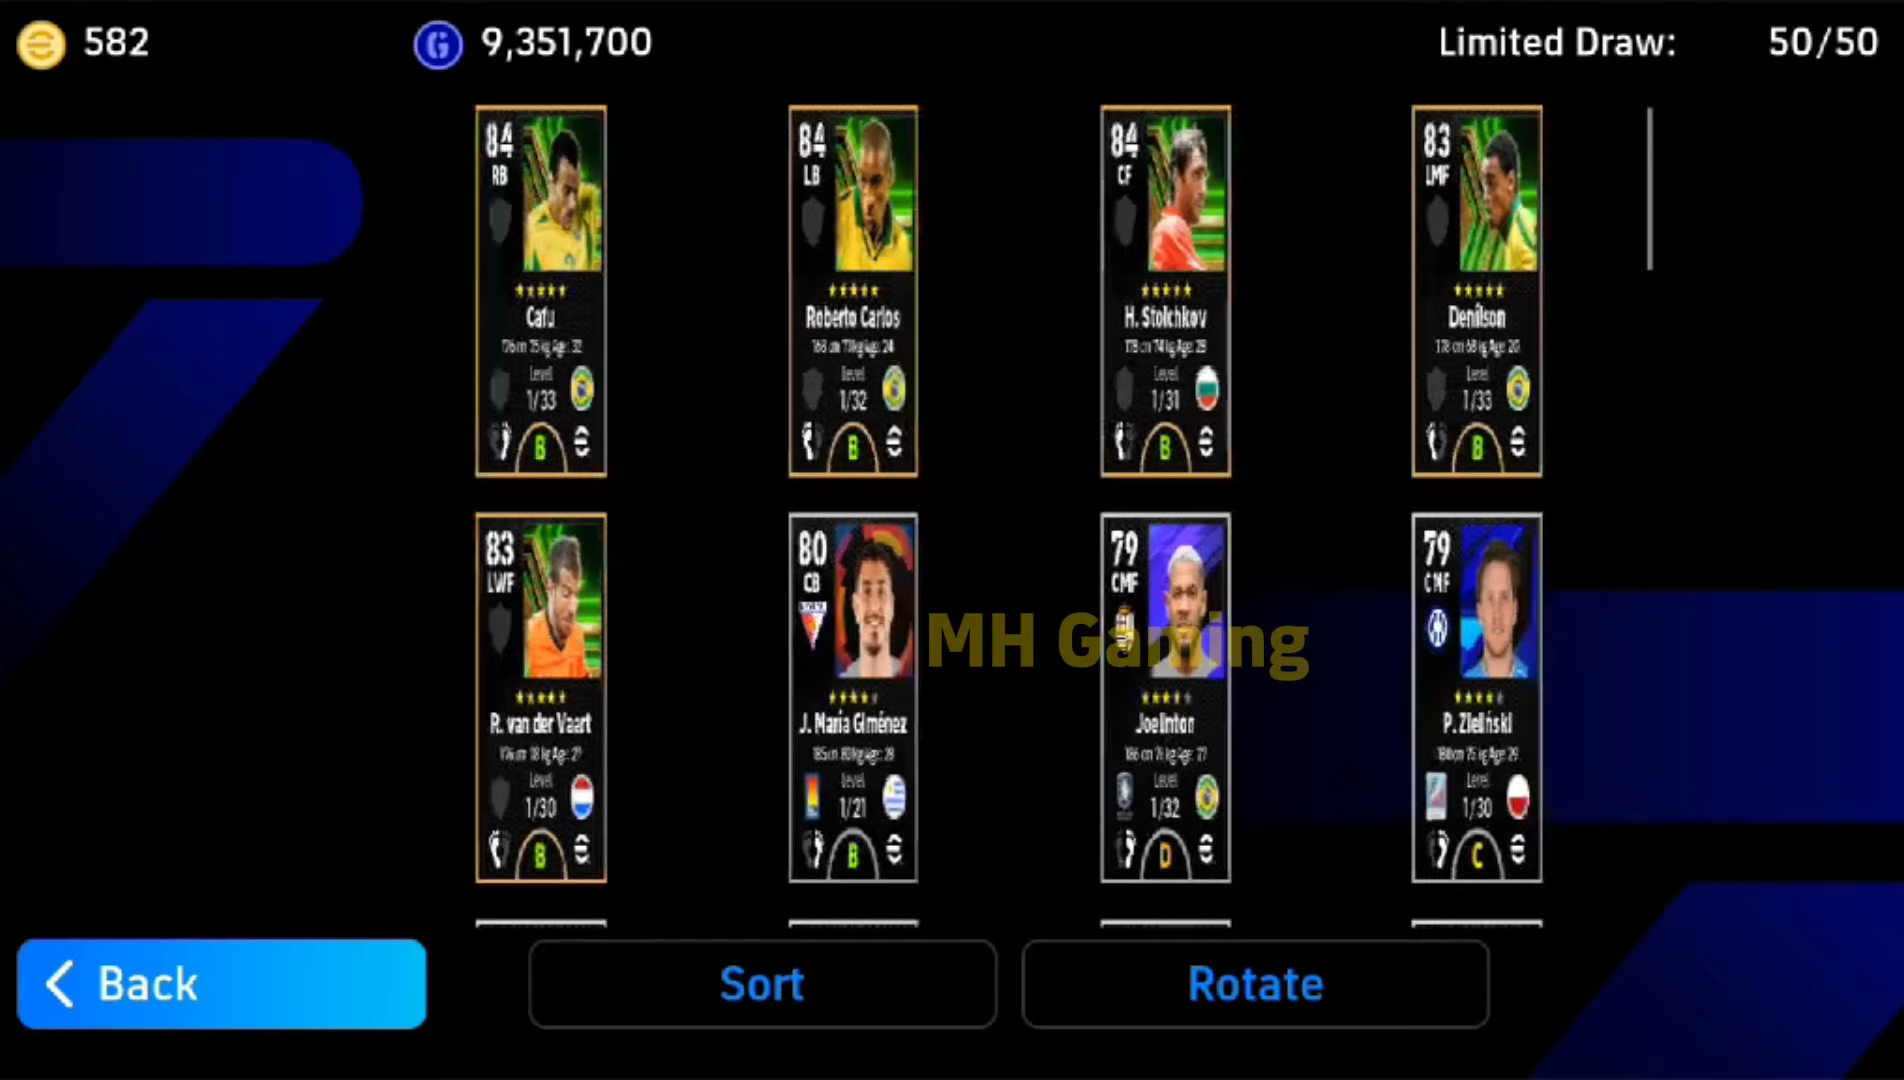 582
9,351,700
Limited Draw: 50/50
84
RB
Cafu
Level
1/33
B
84
LB
Roberto Carlos
Level
1/32
B
84
CF
H. Stoichkov
Level
1/31
B
83
LMF
Denílson
Level
1/33
B
83
LWF
R. van der Vaart
Level
1/30
B
80
CB
J. María Giménez
Level
1/21
B
79
CMF
Joelinton
Level
1/32
D
79
CMF
P. Zieliński
Level
1/30
C
MH Gaming
Back
Sort
Rotate